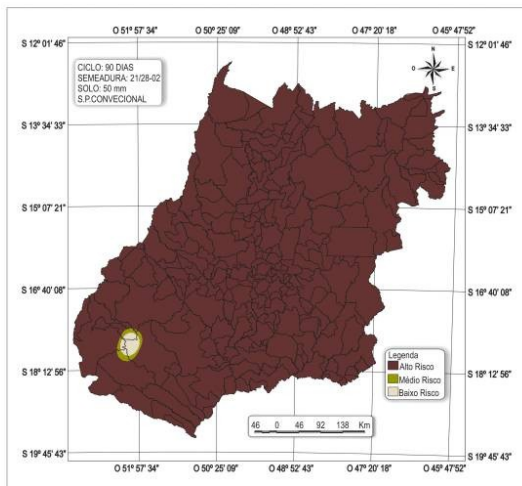 O 51º 57' 34" O 50º 25' 09" O 48º 52' 43" O 47º 20' 18" O 45º 47' 52"
S 12º 01' 46" S 12º 01' 46"
CICLO: 90 DIAS
SEMEADURA: 21/28-02
SOLO: 50 mm
S.P.CONVECIONAL
N
O E
S
S 13º 34' 33" S 13º 34' 33"
S 15º 07' 21" S 15º 07' 21"
S 16º 40' 08" S 16º 40' 08"
Legenda
Alto Risco
Médio Risco
Baixo Risco
S 18º 12' 56" S 18º 12' 56"
46 0 46 92 138 Km
S 19º 45' 43" S 19º 45' 43"
O 51º 57' 34" O 50º 25' 09" O 48º 52' 43" O 47º 20' 18" O 45º 47' 52"